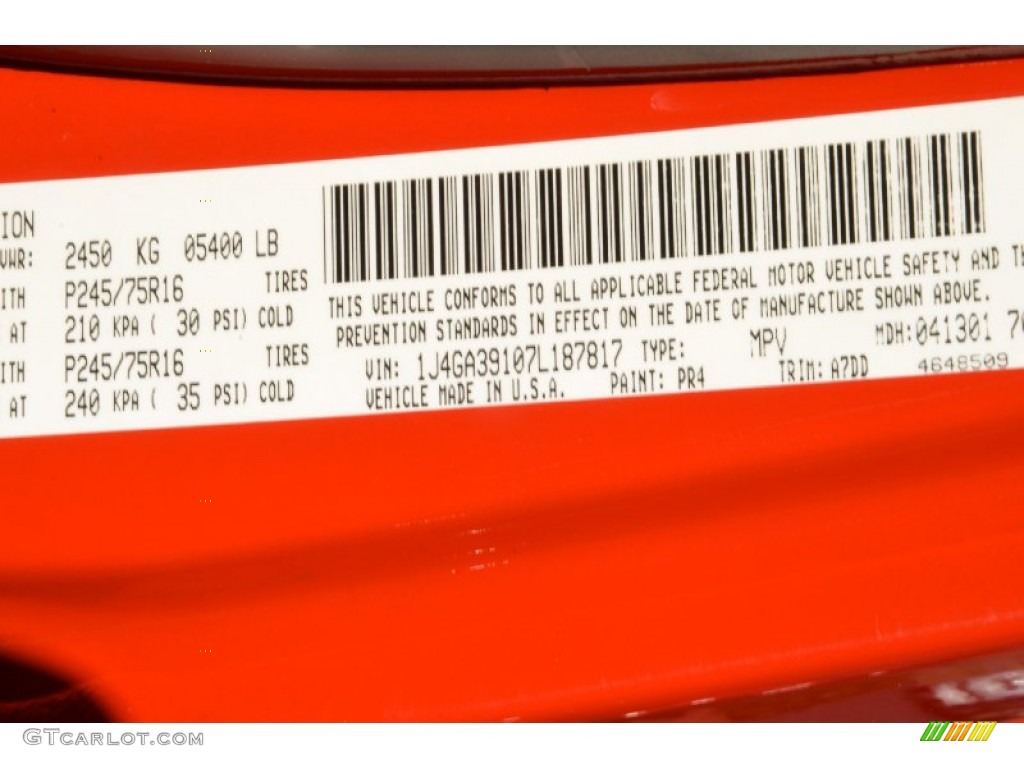 ION
VWR: 2450 KG 05400 LB
ITH P245/75R16 TIRES
AT 210 KPA ( 30 PSI) COLD
ITH P245/75R16 TIRES
AT 240 KPA ( 35 PSI) COLD
THIS VEHICLE CONFORMS TO ALL APPLICABLE FEDERAL MOTOR VEHICLE SAFETY AND TE
PREVENTION STANDARDS IN EFFECT ON THE DATE OF MANUFACTURE SHOWN ABOVE.
VIN: 1J4GA39107L187817 TYPE: MPV MDH:041301 70
VEHICLE MADE IN U.S.A. PAINT: PR4 TRIM: A7DD 4648509
GTCARLOT.COM